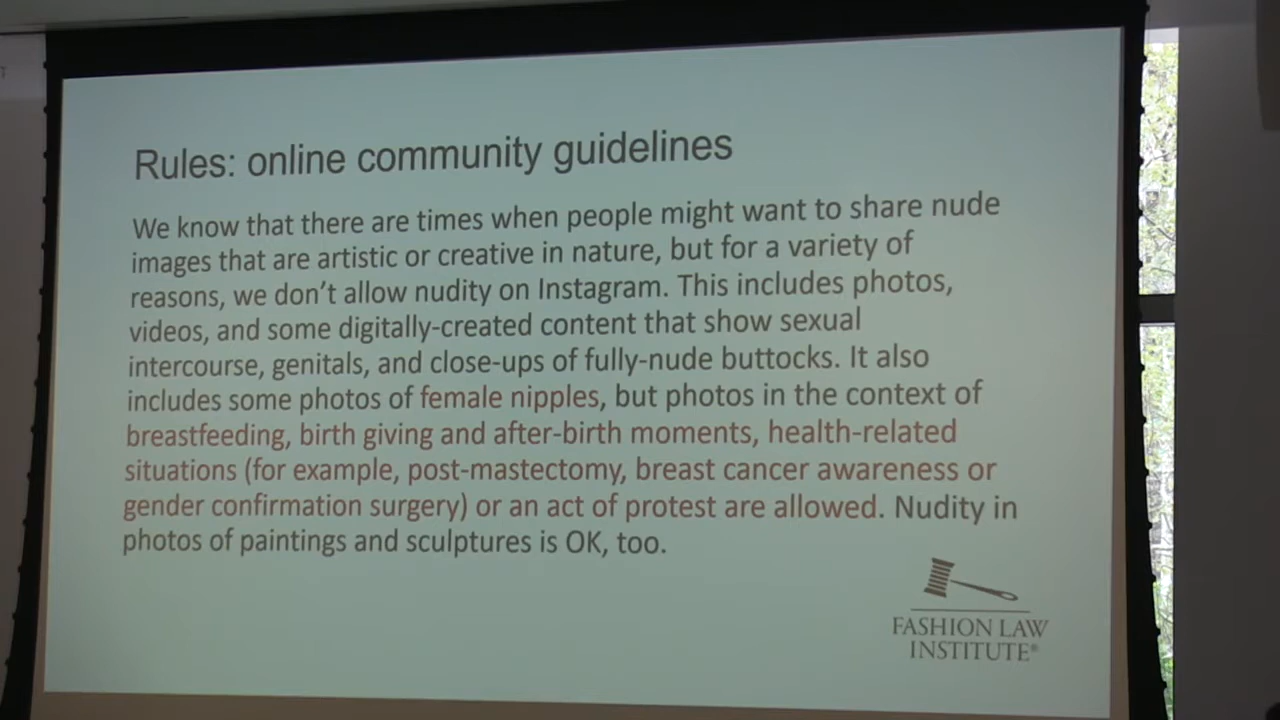 Rules: online community guidelines
We know that there are times when people might want to share nude
images that are artistic or creative in nature, but for a variety of
reasons, we don't allow nudity on Instagram. This includes photos,
videos, and some digitally-created content that show sexual
intercourse, genitals, and close-ups of fully-nude buttocks. It also
includes some photos of female nipples, but photos in the context of
breastfeeding, birth giving and after-birth moments, health-related
situations (for example, post-mastectomy, breast cancer awareness or
gender confirmation surgery) or an act of protest are allowed. Nudity in
photos of paintings and sculptures is OK, too.
FASHION LAW
INSTITUTE®